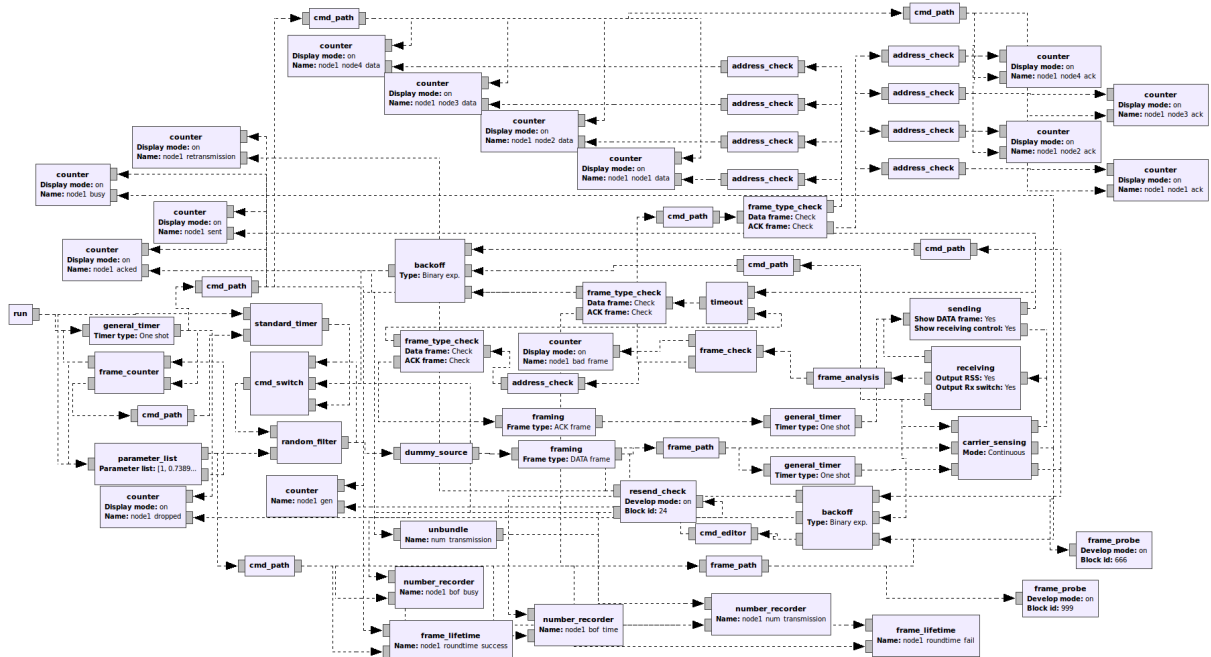 cmd_path
cmd_path
counter
Display mode: on
Name: node1 node4 data
address_check
counter
Display mode: on
Name: node1 node4 ack
address_check
counter
Display mode: on
Name: node1 node3 data
address_check
address_check
counter
Display mode: on
Name: node1 node3 ack
counter
Display mode: on
Name: node1 node2 data
address_check
counter
Display mode: on
Name: node1 node2 ack
address_check
counter
Display mode: on
Name: node1 retransmission
counter
Display mode: on
Name: node1 node1 data
address_check
address_check
counter
Display mode: on
Name: node1 node1 ack
counter
Display mode: on
Name: node1 busy
counter
Display mode: on
Name: node1 sent
cmd_path
frame_type_check
Data frame: Check
ACK frame: Check
counter
Display mode: on
Name: node1 acked
backoff
Type: Binary exp.
cmd_path
cmd_path
cmd_path
frame_type_check
Data frame: Check
ACK frame: Check
timeout
run
general_timer
Timer type: One shot
standard_timer
sending
Show DATA frame: Yes
Show receiving control: Yes
frame_type_check
Data frame: Check
ACK frame: Check
counter
Display mode: on
Name: node1 bad_frame
frame_check
frame_counter
cmd_switch
address_check
frame_analysis
receiving
Output RSS: Yes
Output Rx switch: Yes
cmd_path
framing
Frame type: ACK frame
general_timer
Timer type: One shot
random_filter
carrier_sensing
Mode: Continuous
parameter_list
Parameter list: [1, 0.7389...
dummy_source
framing
Frame type: DATA frame
frame_path
general_timer
Timer type: One shot
counter
Display mode: on
Name: node1 dropped
counter
Name: node1 gen
resend_check
Develop mode: on
Block id: 24
backoff
Type: Binary exp.
unbundle
Name: num transmission
cmd_editor
frame_probe
Develop mode: on
Block id: 666
cmd_path
frame_path
number_recorder
Name: node1 bof busy
frame_probe
Develop mode: on
Block id: 999
number_recorder
Name: node1 bof time
number_recorder
Name: node1 num transmission
frame_lifetime
Name: node1 roundtime success
frame_lifetime
Name: node1 roundtime fail